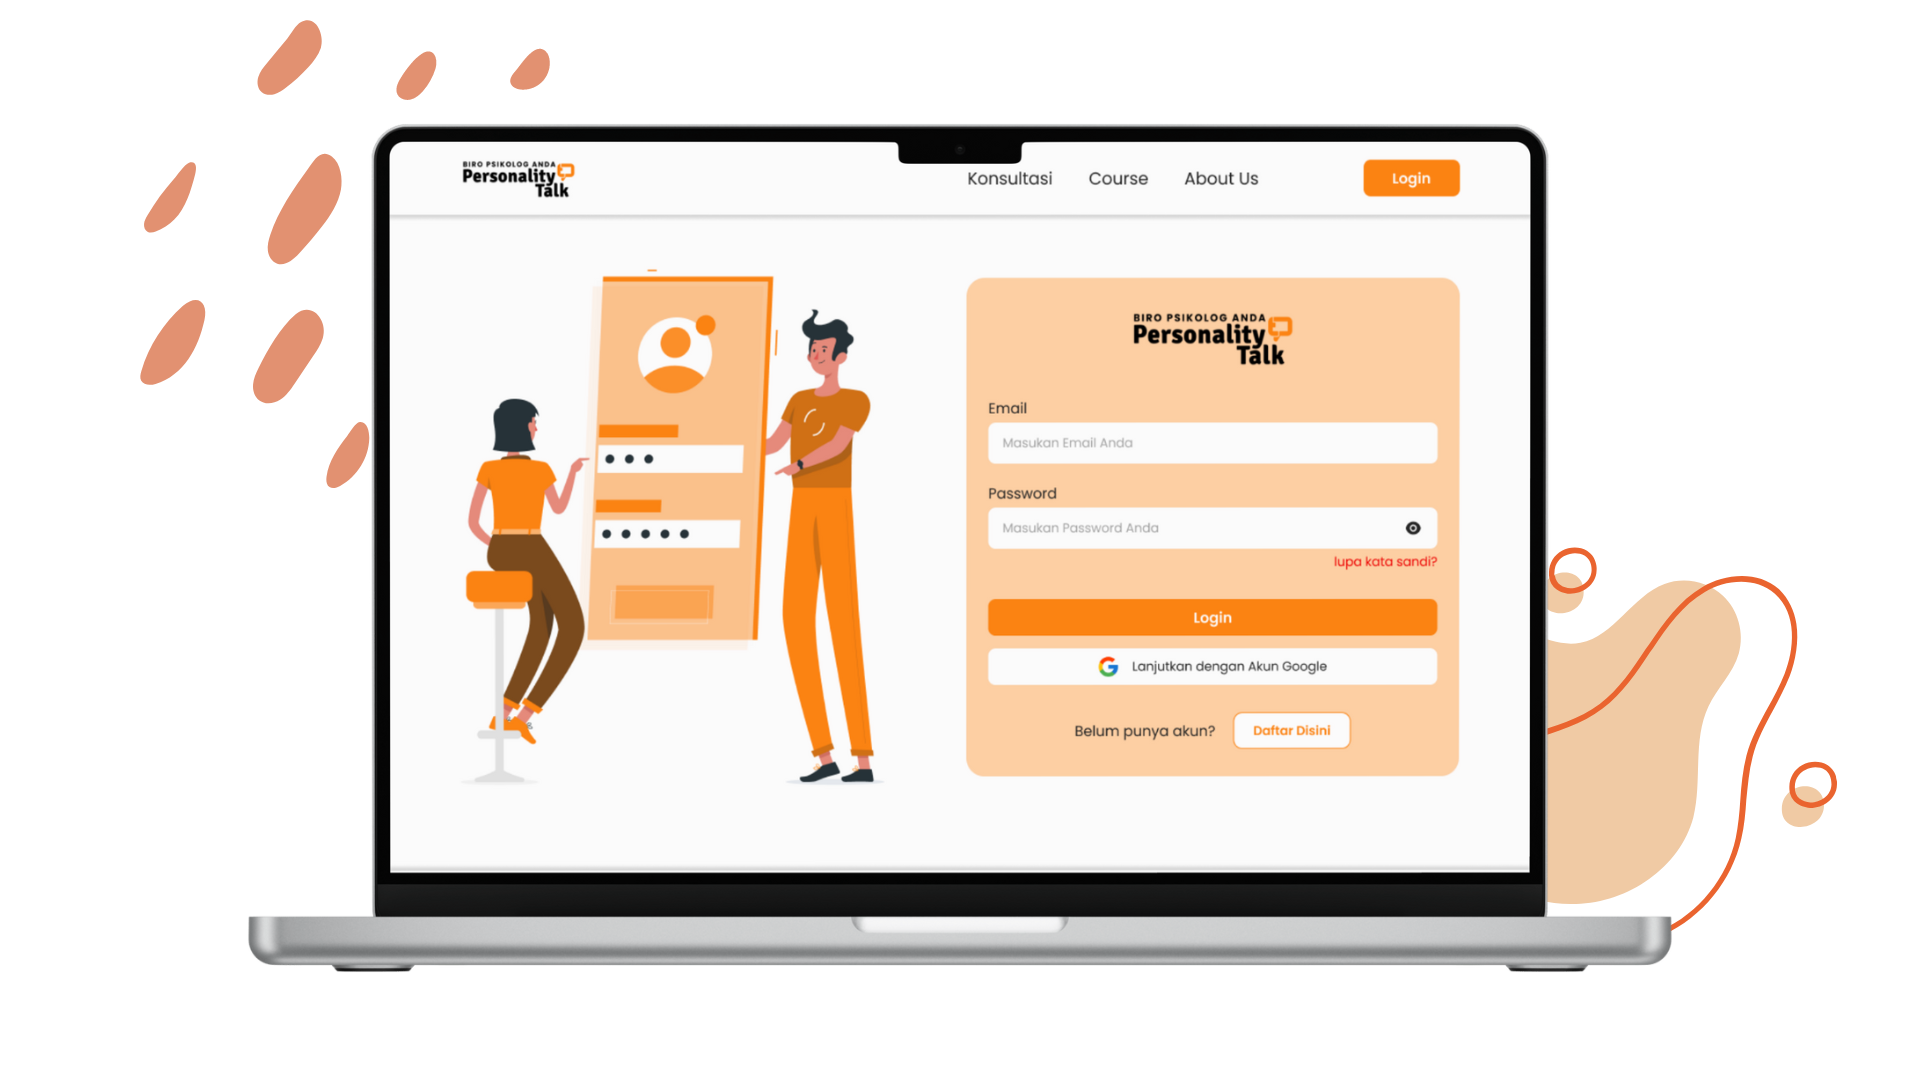 BIRO PSIKOLOG ANDA
Personality
Talk
Konsultasi
Course
About Us
Login
BIRO PSIKOLOG ANDA
Personality
Talk
Email
Masukan Email Anda
Password
Masukan Password Anda
lupa kata sandi?
Login
Lanjutkan dengan Akun Google
Belum punya akun?
Daftar Disini